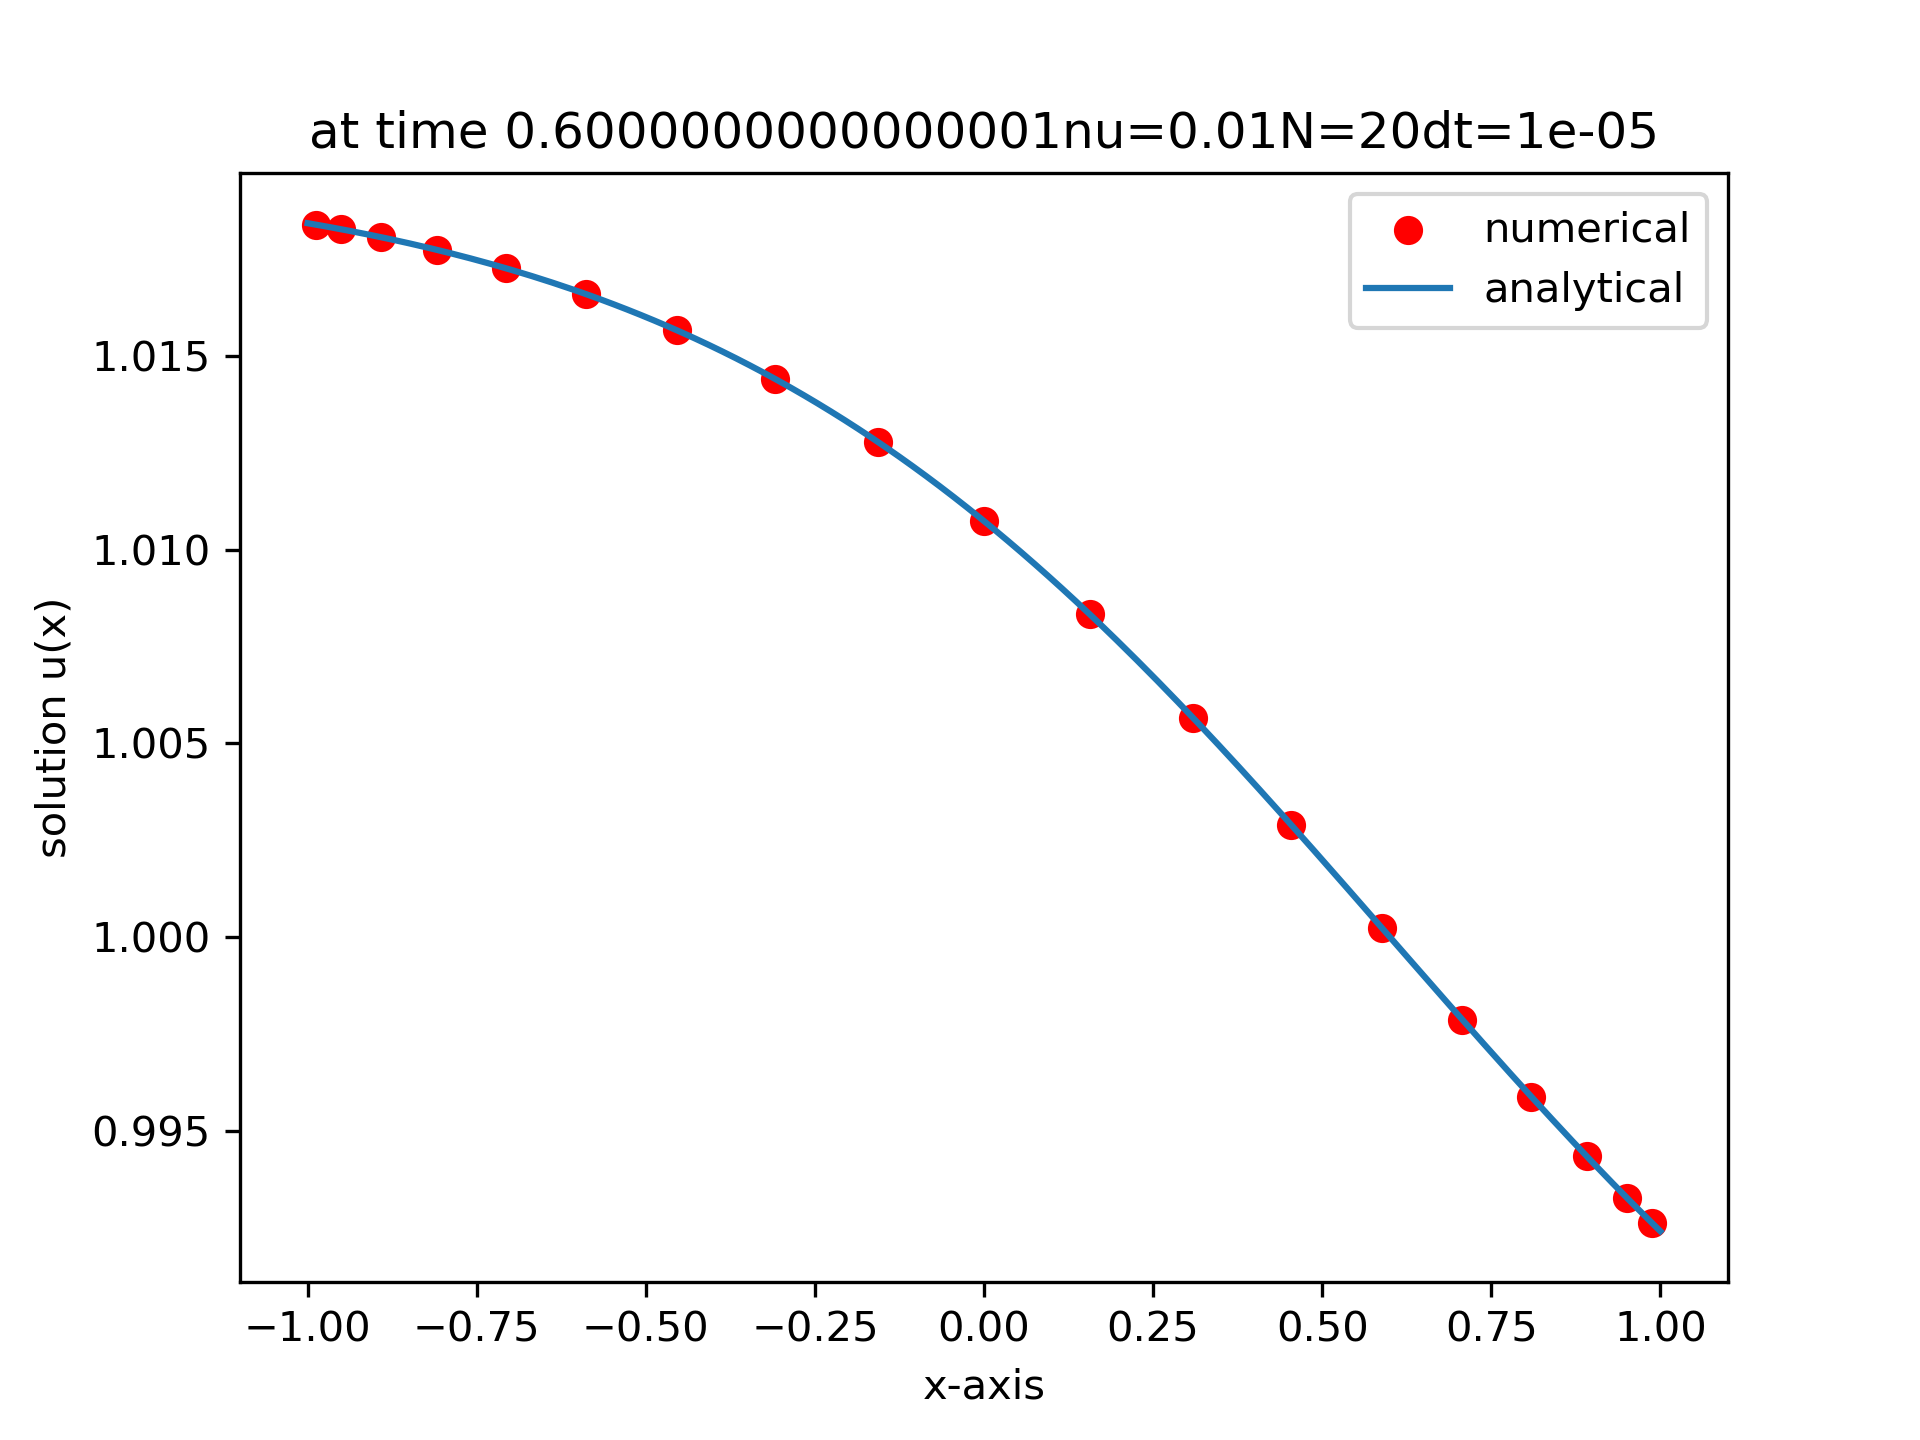 at time 0.6000000000000001nu=0.01N=20dt=1e-05
numerical
analytical
1.015
1.010
1.005
1.000
0.995
solution u(x)
−1.00 −0.75 −0.50 −0.25 0.00 0.25 0.50 0.75 1.00
x-axis